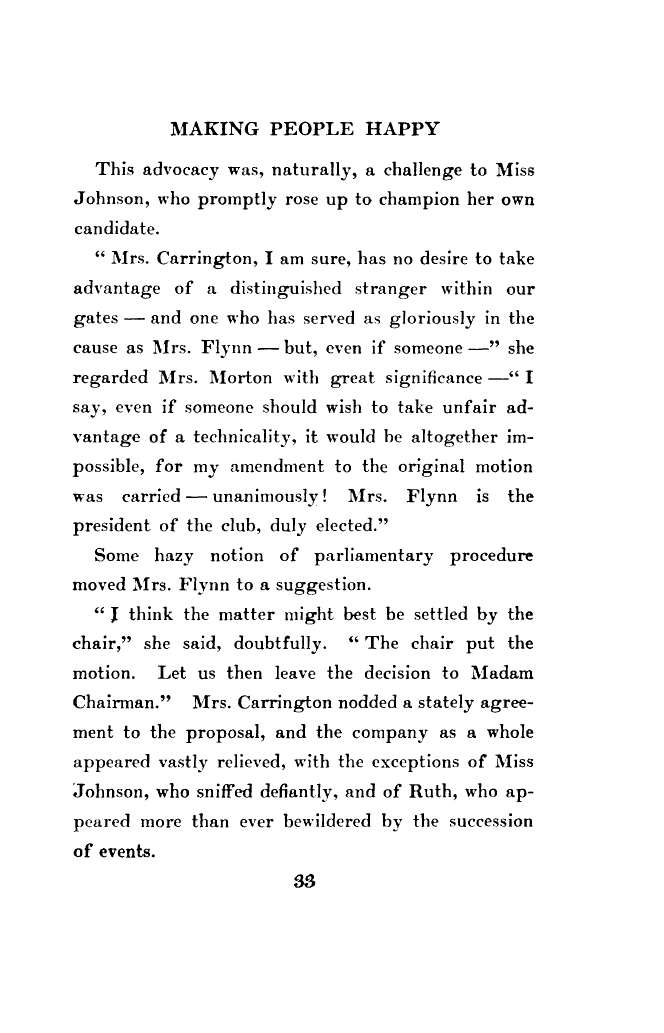 MAKING PEOPLE HAPPY
This advocacy was, naturally, a challenge to Miss
Johnson, who promptly rose up to champion her own
candidate.
“ Mrs. Carrington, I am sure, has no desire to take
advantage of a distinguished stranger within our
gates — and one who has served as gloriously in the
cause as Mrs. Flynn — but, even if someone —” she
regarded Mrs. Morton with great significance —“ I
say, even if someone should wish to take unfair ad-
vantage of a technicality, it would be altogether im-
possible, for my amendment to the original motion
was carried — unanimously! Mrs. Flynn is the
president of the club, duly elected.”
Some hazy notion of parliamentary procedure
moved Mrs. Flynn to a suggestion.
“ I think the matter might best be settled by the
chair,” she said, doubtfully. “ The chair put the
motion. Let us then leave the decision to Madam
Chairman.” Mrs. Carrington nodded a stately agree-
ment to the proposal, and the company as a whole
appeared vastly relieved, with the exceptions of Miss
Johnson, who sniffed defiantly, and of Ruth, who ap-
peared more than ever bewildered by the succession
of events.
33